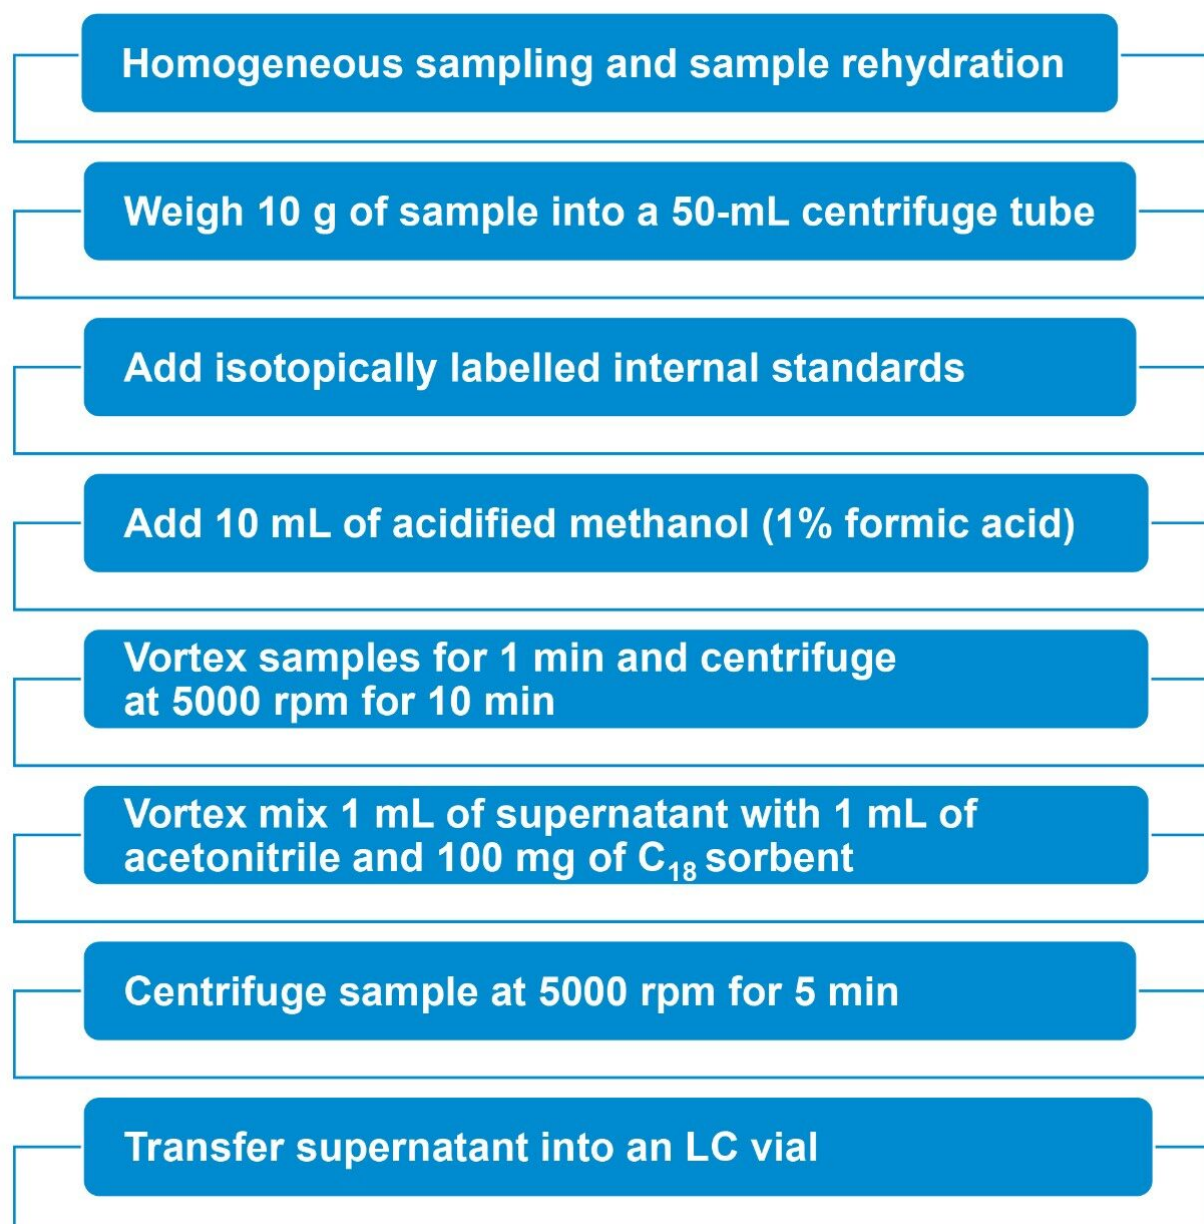 Homogeneous sampling and sample rehydration
Weigh 10 g of sample into a 50-mL centrifuge tube
Add isotopically labelled internal standards
Add 10 mL of acidified methanol (1% formic acid)
Vortex samples for 1 min and centrifuge
at 5000 rpm for 10 min
Vortex mix 1 mL of supernatant with 1 mL of
acetonitrile and 100 mg of C₁₈ sorbent
Centrifuge sample at 5000 rpm for 5 min
Transfer supernatant into an LC vial